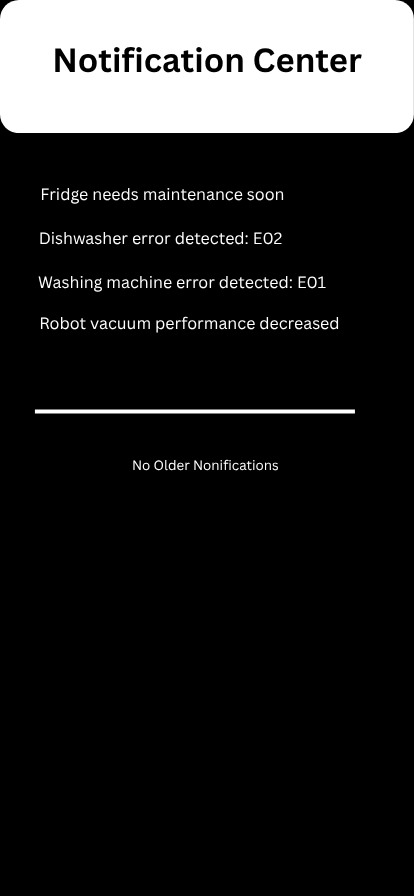 Notification Center
Fridge needs maintenance soon
Dishwasher error detected: E02
Washing machine error detected: E01
Robot vacuum performance decreased
No Older Nonifications